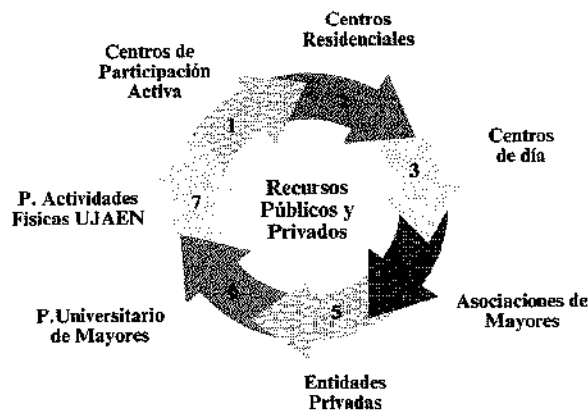 Centros
Residenciales
Centros de
Participación
Activa
1
2
Centros
de día
3
P. Actividades
Físicas UJAEN
7
Recursos
Públicos y
Privados
6
5
P.Universitario
de Mayores
Asociaciones de
Mayores
Entidades
Privadas